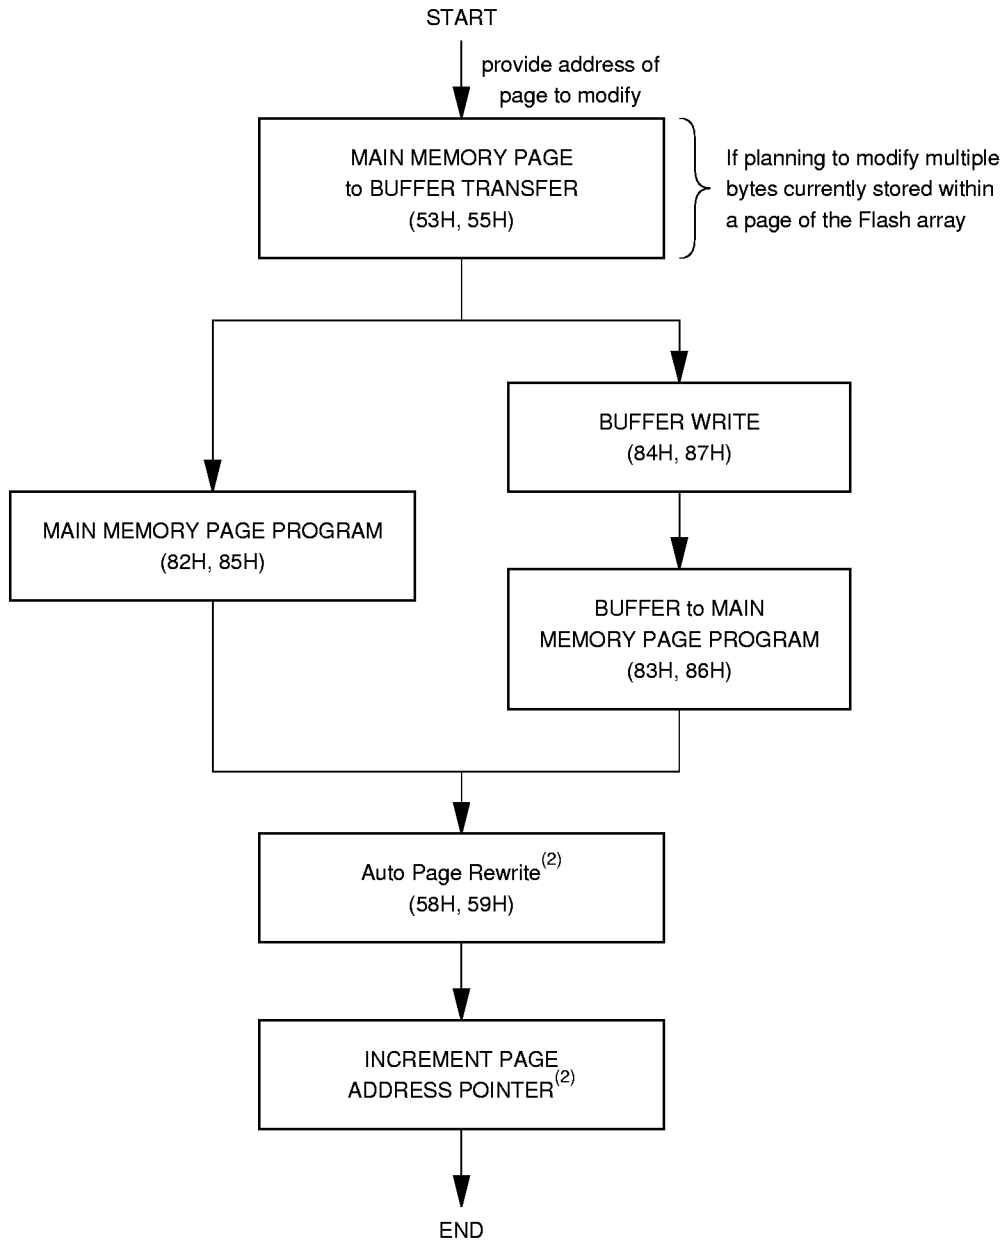 START
provide address of
page to modify
MAIN MEMORY PAGE
to BUFFER TRANSFER
(53H, 55H)
If planning to modify multiple
bytes currently stored within
a page of the Flash array
BUFFER WRITE
(84H, 87H)
MAIN MEMORY PAGE PROGRAM
(82H, 85H)
BUFFER to MAIN
MEMORY PAGE PROGRAM
(83H, 86H)
Auto Page Rewrite(2)
(58H, 59H)
INCREMENT PAGE
ADDRESS POINTER(2)
END